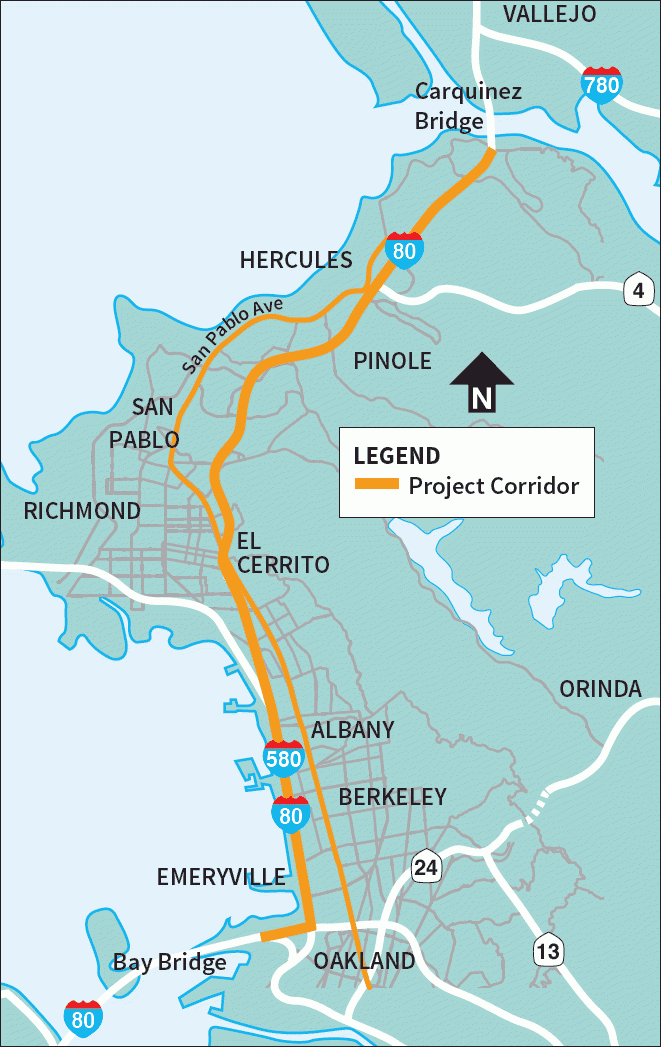 VALLEJO
780
Carquinez
Bridge
80
HERCULES
4
San Pablo Ave
PINOLE
N
SAN
PABLO
LEGEND
Project Corridor
RICHMOND
EL
CERRITO
ORINDA
ALBANY
580
BERKELEY
80
24
EMERYVILLE
13
Bay Bridge
OAKLAND
80